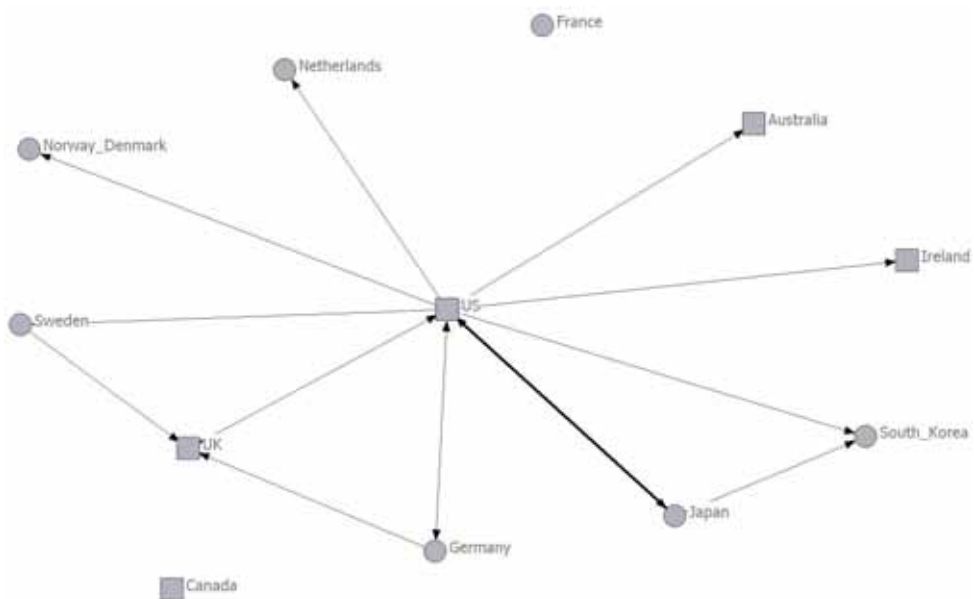 France
Netherlands
Australia
Norway_Denmark
Ireland
US
Sweden
South_Korea
UK
Japan
Germany
Canada